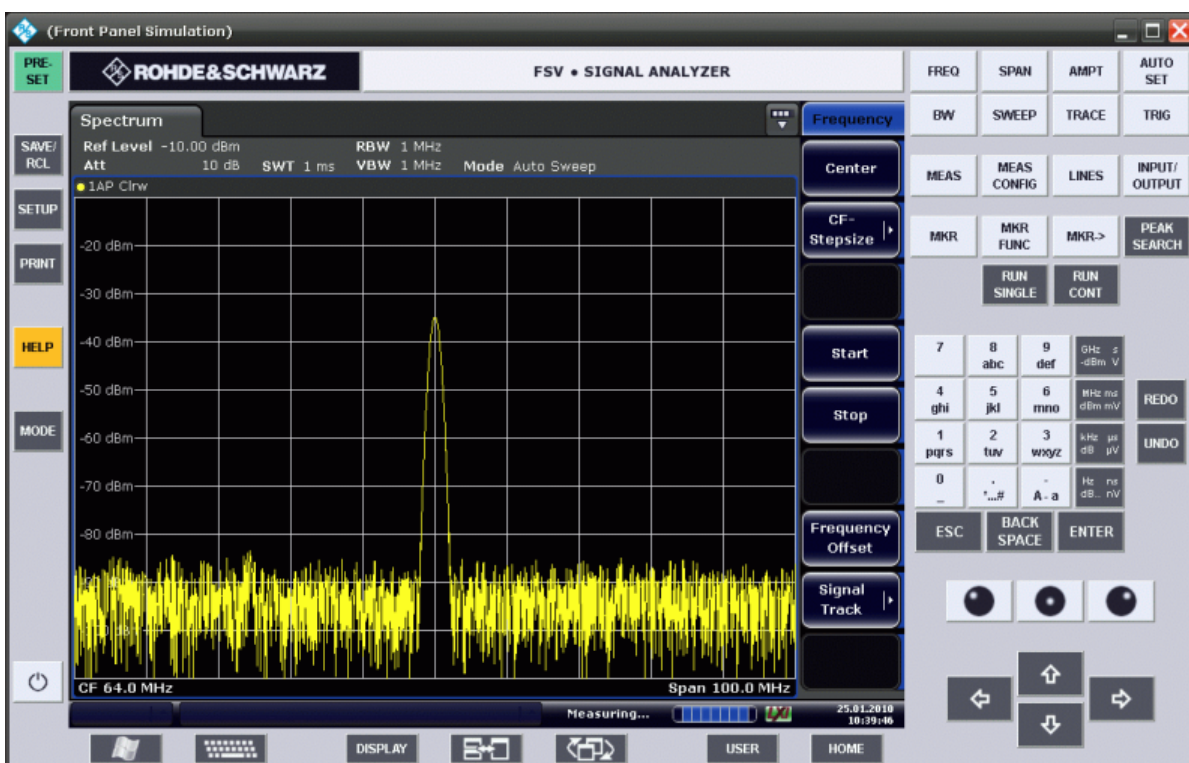 (Front Panel Simulation)
PRE-
SET
ROHDE&SCHWARZ
FSV • SIGNAL ANALYZER
FREQ
SPAN
AMPT
AUTO
SET
Spectrum
Frequency
BW
SWEEP
TRACE
TRIG
SAVE/
RCL
Ref Level -10.00 dBm
RBW 1 MHz
Att 10 dB SWT 1 ms VBW 1 MHz Mode Auto Sweep
1AP Clrw
Center
MEAS
MEAS
CONFIG
LINES
INPUT/
OUTPUT
SETUP
CF-
Stepsize
MKR
MKR
FUNC
MKR->
PEAK
SEARCH
-20 dBm
PRINT
RUN
SINGLE
RUN
CONT
-30 dBm
HELP
-40 dBm
Start
7
8
abc
9
def
GHz s
-dBm V
-50 dBm
Stop
4
ghi
5
jkl
6
mno
MHz ms
dBm mV
REDO
MODE
-60 dBm
1
pqrs
2
tuv
3
wxyz
kHz µs
dB µV
UNDO
-70 dBm
0
_
.
*...#
-
A - a
Hz ns
dB.. nV
-80 dBm
Frequency
Offset
ESC
BACK
SPACE
ENTER
Signal
Track
CF 64.0 MHz
Span 100.0 MHz
Measuring...
25.01.2010
10:39:46
DISPLAY
USER
HOME